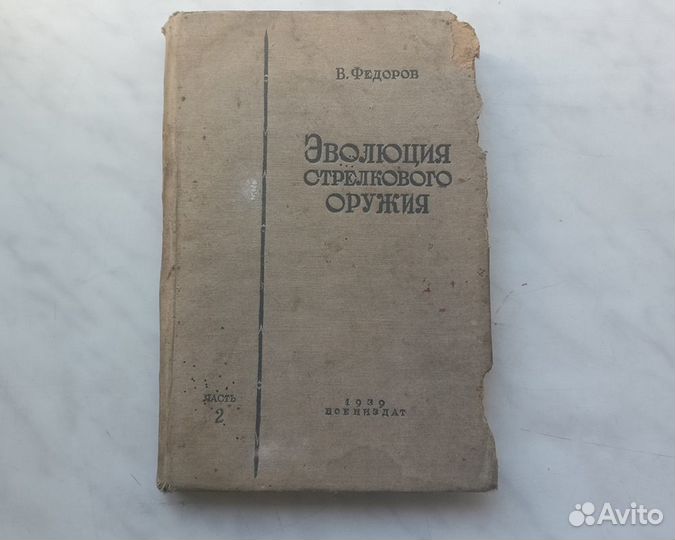 В. ФЕДОРОВ
ЭВОЛЮЦИЯ
СТРЕЛКОВОГО
ОРУЖИЯ
ЧАСТЬ
2
1939
ВОЕНИЗДАТ
Avito